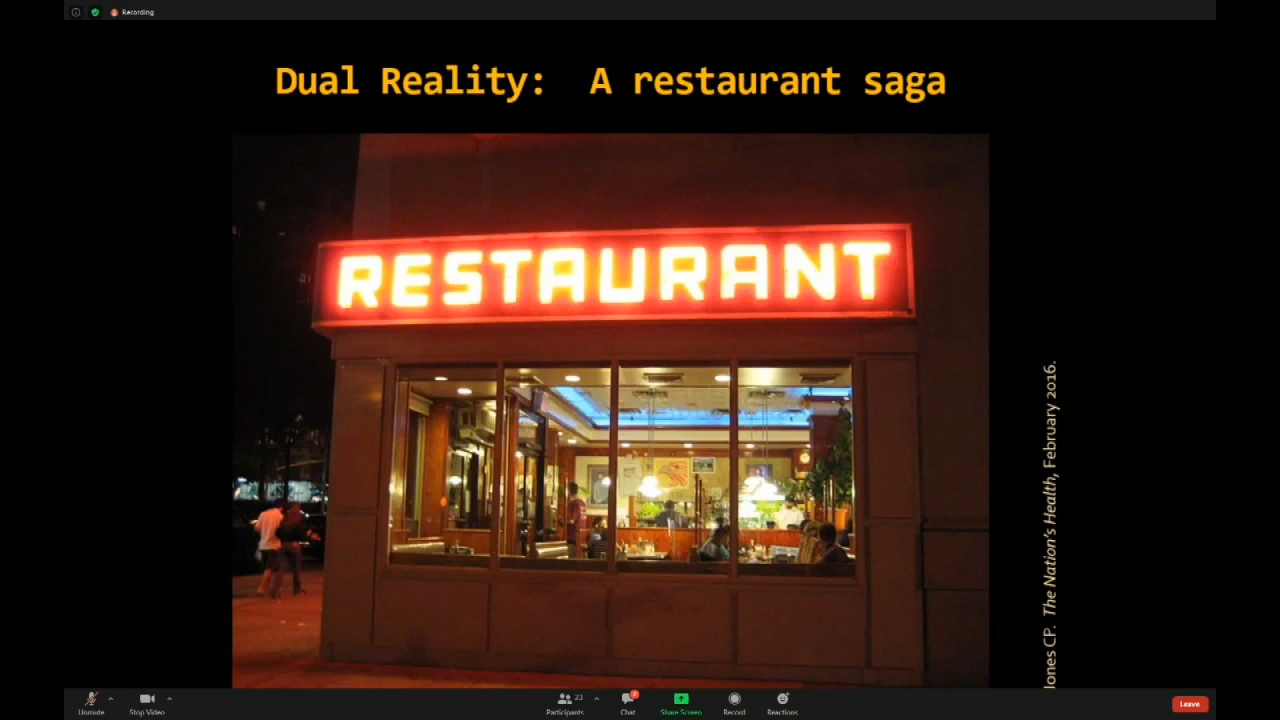 Recording
Dual Reality: A restaurant saga
RESTAURANT
Jones CP. The Nation's Health, February 2016.
Unmute
Stop Video
Participants
23
Chat
Share Screen
Record
Reactions
Leave